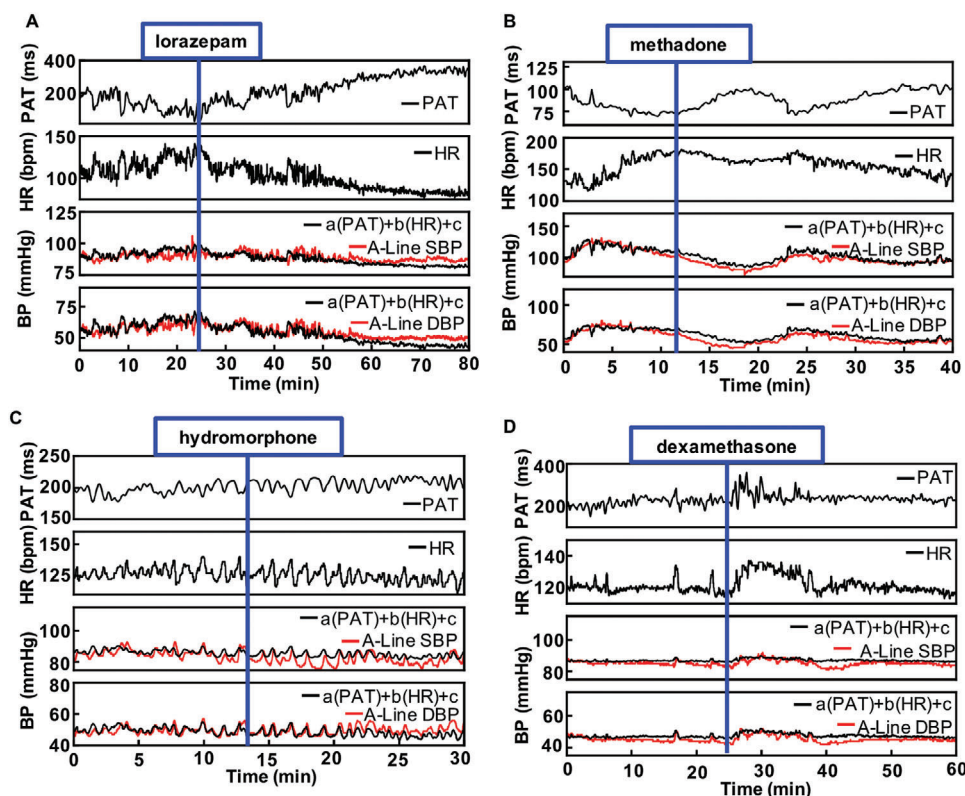 A
lorazepam
PAT (ms)
400
200
PAT
HR (bpm)
150
100
HR
BP (mmHg)
125
100
75
a(PAT)+b(HR)+c
A-Line SBP
75
50
a(PAT)+b(HR)+c
A-Line DBP
0 10 20 30 40 50 60 70 80
Time (min)
B
methadone
PAT (ms)
125
100
75
PAT
HR (bpm)
200
150
100
HR
BP (mmHg)
150
100
a(PAT)+b(HR)+c
A-Line SBP
100
50
a(PAT)+b(HR)+c
A-Line DBP
0 5 10 15 20 25 30 35 40
Time (min)
C
hydromorphone
PAT (ms)
250
200
150
PAT
HR (bpm)
150
125
100
HR
BP (mmHg)
100
80
a(PAT)+b(HR)+c
A-Line SBP
80
60
40
a(PAT)+b(HR)+c
A-Line DBP
0 5 10 15 20 25 30
Time (min)
D
dexamethasone
PAT (ms)
400
200
PAT
HR (bpm)
140
120
HR
BP (mmHg)
100
80
a(PAT)+b(HR)+c
A-Line SBP
60
40
a(PAT)+b(HR)+c
A-Line DBP
0 10 20 30 40 50 60
Time (min)